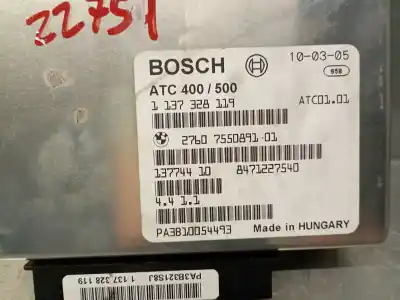 22751
BOSCH
10-03-05
958
ATC 400 / 500
1 137 328 119
ATC01.01
2760 7550891.01
137744 10 8471227540
4.4 1.1
PA3B10054493
Made in HUNGARY
PA3B321S8J
1 137 328 119